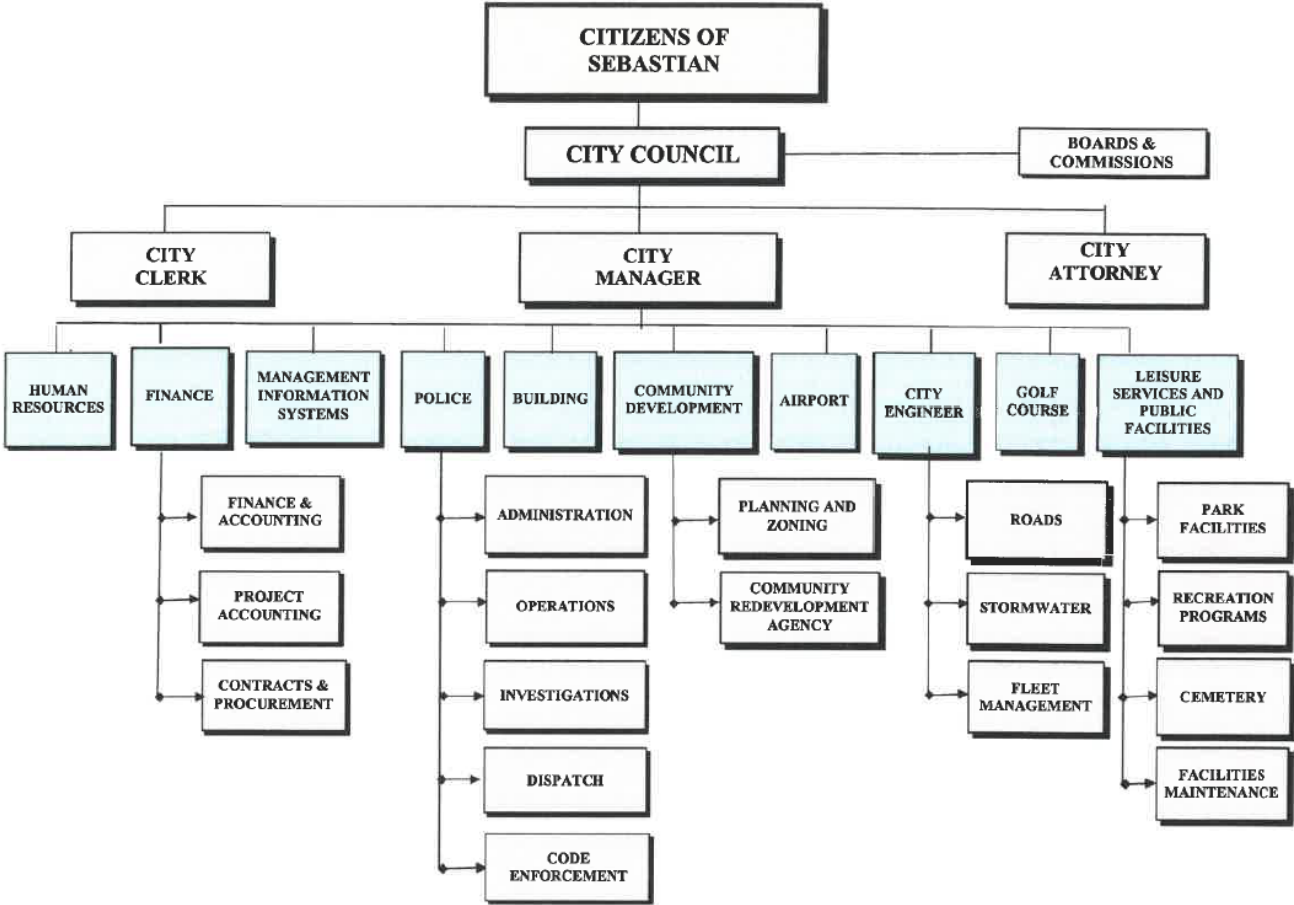 CITIZENS OF
SEBASTIAN
CITY COUNCIL
BOARDS &
COMMISSIONS
CITY
CLERK
CITY
MANAGER
CITY
ATTORNEY
HUMAN
RESOURCES
FINANCE
MANAGEMENT
INFORMATION
SYSTEMS
POLICE
BUILDING
COMMUNITY
DEVELOPMENT
AIRPORT
CITY
ENGINEER
GOLF
COURSE
LEISURE
SERVICES AND
PUBLIC
FACILITIES
FINANCE &
ACCOUNTING
PROJECT
ACCOUNTING
CONTRACTS &
PROCUREMENT
ADMINISTRATION
OPERATIONS
INVESTIGATIONS
DISPATCH
CODE
ENFORCEMENT
PLANNING AND
ZONING
COMMUNITY
REDEVELOPMENT
AGENCY
ROADS
STORMWATER
FLEET
MANAGEMENT
PARK
FACILITIES
RECREATION
PROGRAMS
CEMETERY
FACILITIES
MAINTENANCE